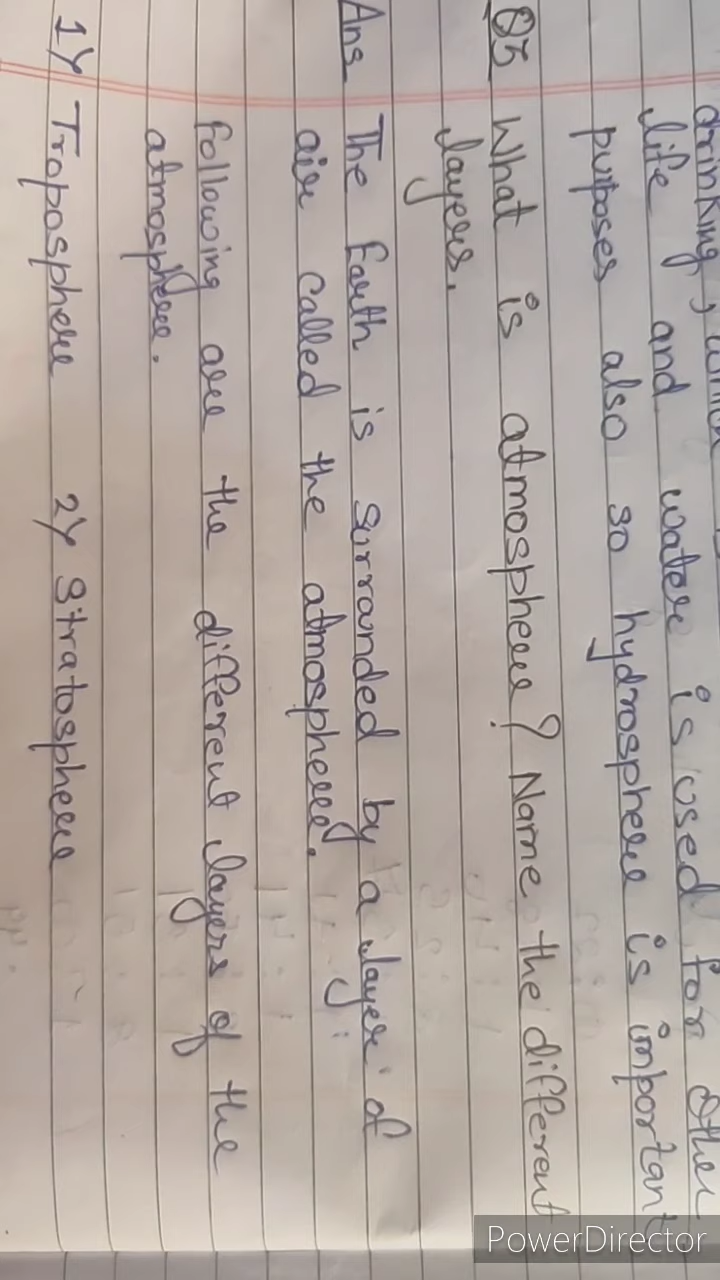 drinking,
life and water is used for other
purposes also so hydrosphere is important
Q5 What is atmosphere? Name the different
layers.
Ans The Earth is surranded by a layer of
air called the atmosphere.
Following are the different layers of the
atmosphere.
1) Troposphere 2) Stratosphere
PowerDirector